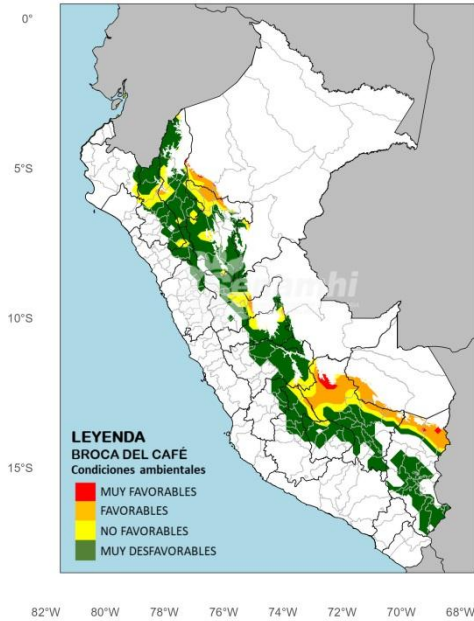 0°
5°S
10°S
15°S
senamhi
LEYENDA
BROCA DEL CAFÉ
Condiciones ambientales
MUY FAVORABLES
FAVORABLES
NO FAVORABLES
MUY DESFAVORABLES
82°W 80°W 78°W 76°W 74°W 72°W 70°W 68°W